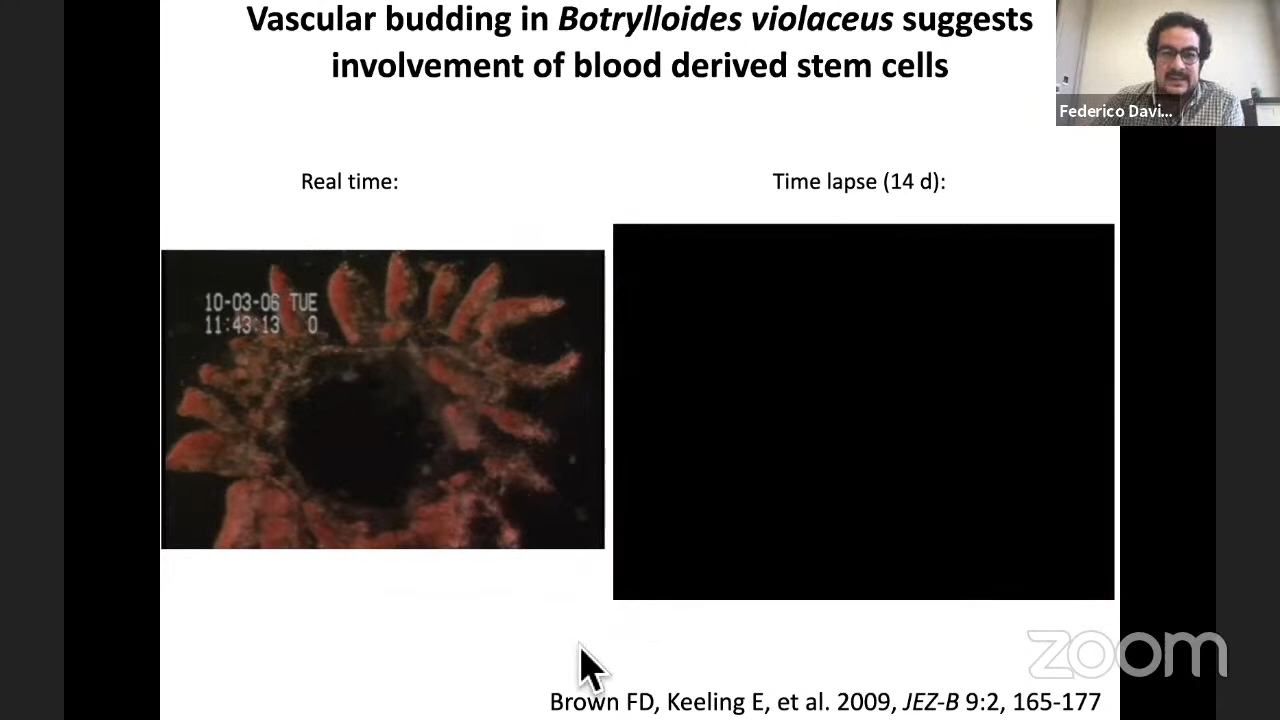 Vascular budding in Botrylloides violaceus suggests
involvement of blood derived stem cells
Federico Davi...
Real time:
Time lapse (14 d):
10-03-06 TUE
11:43:13 0
zoom
Brown FD, Keeling E, et al. 2009, JEZ-B 9:2, 165-177